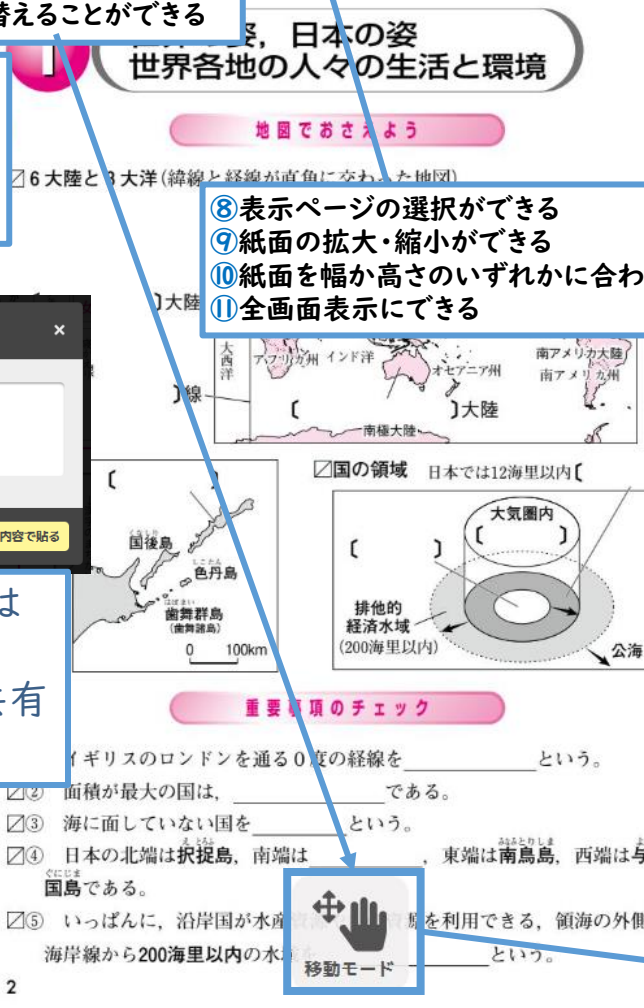 替えることができる
1
世界の姿，日本の姿
世界各地の人々の生活と環境
地図でおさえよう
6大陸と3大洋(緯線と経線が直角に交わった地図)
⑧表示ページの選択ができる
⑨紙面の拡大・縮小ができる
⑩紙面を幅か高さのいずれかに合わ
⑪全画面表示にできる
〕大陸
×
大西洋
アフリカ州 インド洋
オセアニア州
南アメリカ大陸
南アメリカ州
〕線
〔 〕大陸
南極大陸
内容で貼る
〔 〕
国後島
くなしり
色丹島
しこたん
歯舞群島
はぼまい
(歯舞諸島)
0 100km
国の領域 日本では12海里以内〔
大気圏内
〔 〕
〔 〕
排他的
経済水域
(200海里以内)
公海
は
有
重要事項のチェック
イギリスのロンドンを通る0度の経線を という。
② 面積が最大の国は， である。
③ 海に面していない国を という。
④ 日本の北端は択捉島，南端は ，東端は南鳥島，西端は与
国島である。
⑤ いっぱんに，沿岸国が水産 を利用できる，領海の外側
海岸線から200海里以内の水 という。
移動モード
2